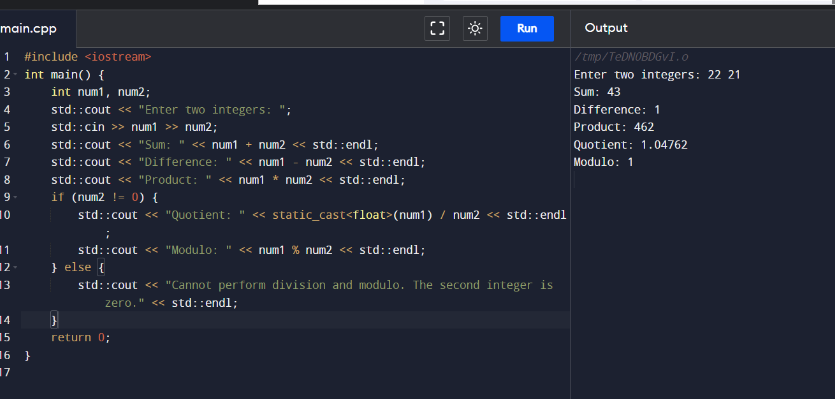 main.cpp
Run
Output
1 #include <iostream>
2 int main() {
3 int num1, num2;
4 std::cout << "Enter two integers: ";
5 std::cin >> num1 >> num2;
6 std::cout << "Sum: " << num1 + num2 << std::endl;
7 std::cout << "Difference: " << num1 - num2 << std::endl;
8 std::cout << "Product: " << num1 * num2 << std::endl;
9 if (num2 != 0) {
10 std::cout << "Quotient: " << static_cast<float>(num1) / num2 << std::endl
;
11 std::cout << "Modulo: " << num1 % num2 << std::endl;
12 } else {
13 std::cout << "Cannot perform division and modulo. The second integer is
zero." << std::endl;
14 }
15 return 0;
16 }
17
/tmp/TeDNOBDGvI.o
Enter two integers: 22 21
Sum: 43
Difference: 1
Product: 462
Quotient: 1.04762
Modulo: 1